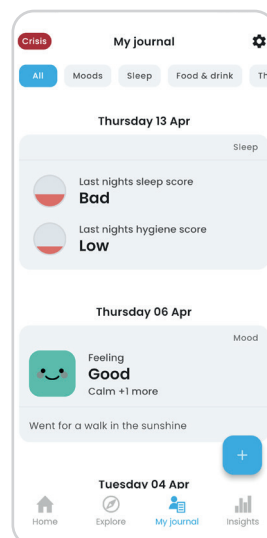 Crisis
My journal
All
Moods
Sleep
Food & drink
Th
Thursday 13 Apr
Sleep
Last nights sleep score
Bad
Last nights hygiene score
Low
Thursday 06 Apr
Mood
Feeling
Good
Calm +1 more
Went for a walk in the sunshine
+
Tuesday 04 Apr
Home
Explore
My journal
Insights